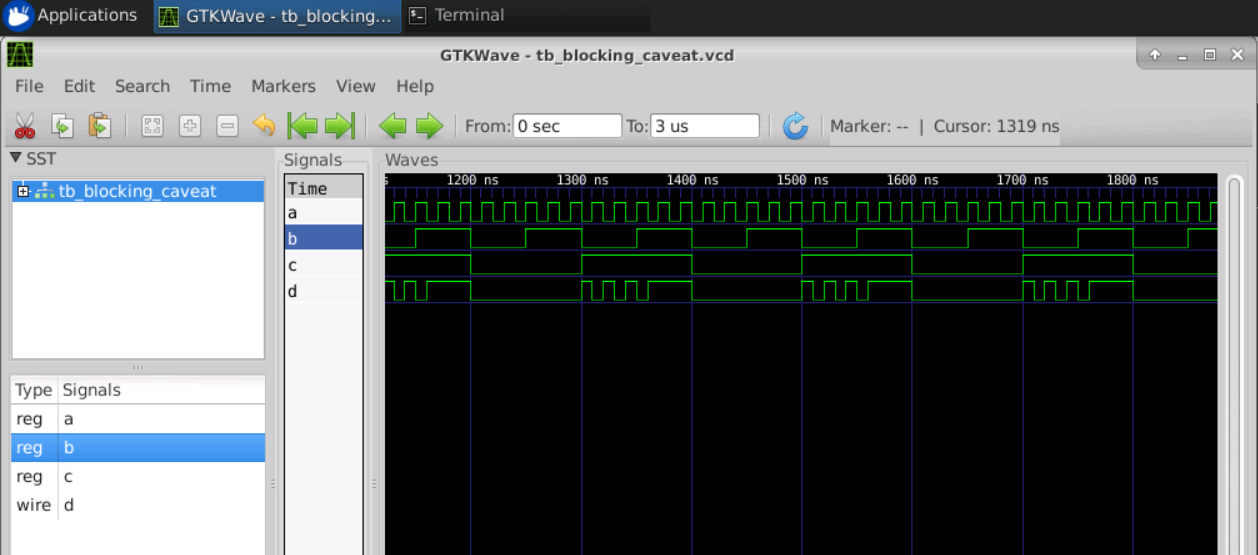 Applications
GTKWave - tb_blocking...
Terminal
GTKWave - tb_blocking_caveat.vcd
File Edit Search Time Markers View Help
From: 0 sec To: 3 us Marker: -- | Cursor: 1319 ns
SST
tb_blocking_caveat
Type Signals
reg a
reg b
reg c
wire d
Signals
Time
a
b
c
d
Waves
s 1200 ns 1300 ns 1400 ns 1500 ns 1600 ns 1700 ns 1800 ns